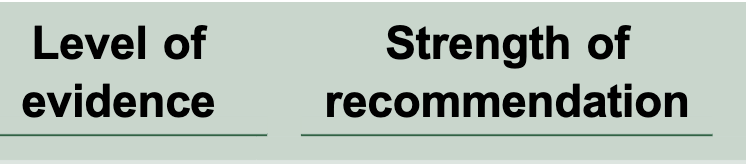 Level of
evidence
Strength of
recommendation